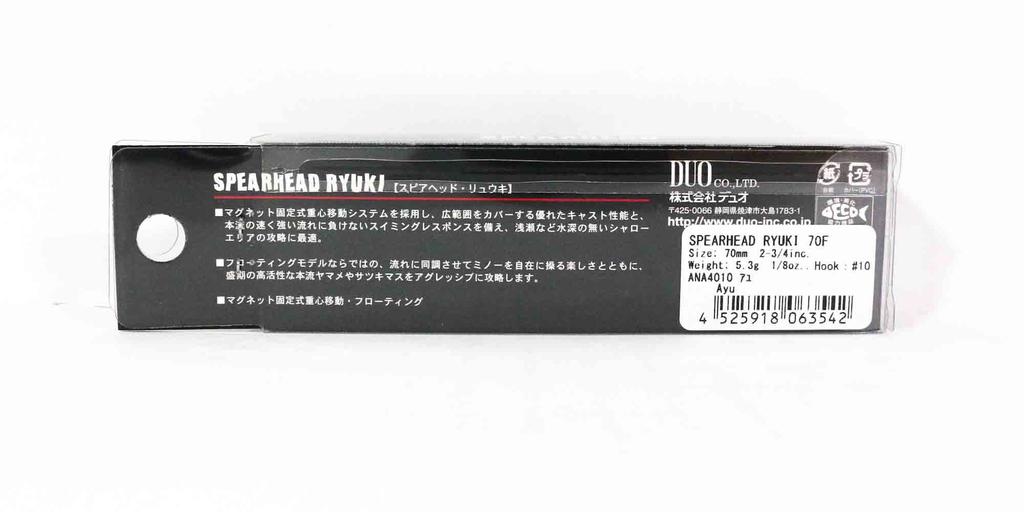 SPEARHEAD RYUKI 【スピアヘッド・リュウキ】
■マグネット固定式重心移動システムを採用し、広範囲をカバーする優れたキャスト性能と、
本流の速く強い流れに負けないスイミングレスポンスを備え、浅瀬など水深の無いシャロー
エリアの攻略に最適。
■フローティングモデルならではの、流れに同調させてミノーを自在に操る楽しさとともに、
盛期の高活性な本流ヤマメやサツキマスをアグレッシブに攻略します。
■マグネット固定式重心移動・フローティング
DUO CO.,LTD.
株式会社デュオ
〒425-0066 静岡県焼津市大島1783-1
http://www.duo-inc.co.jp
紙
台紙
プラ
カバー(PVC)
ECO
SPEARHEAD RYUKI 70F
Size: 70mm 2-3/4inc.
Weight: 5.3g 1/8oz.. Hook : #10
ANA4010 アユ
Ayu
4 525918 063542